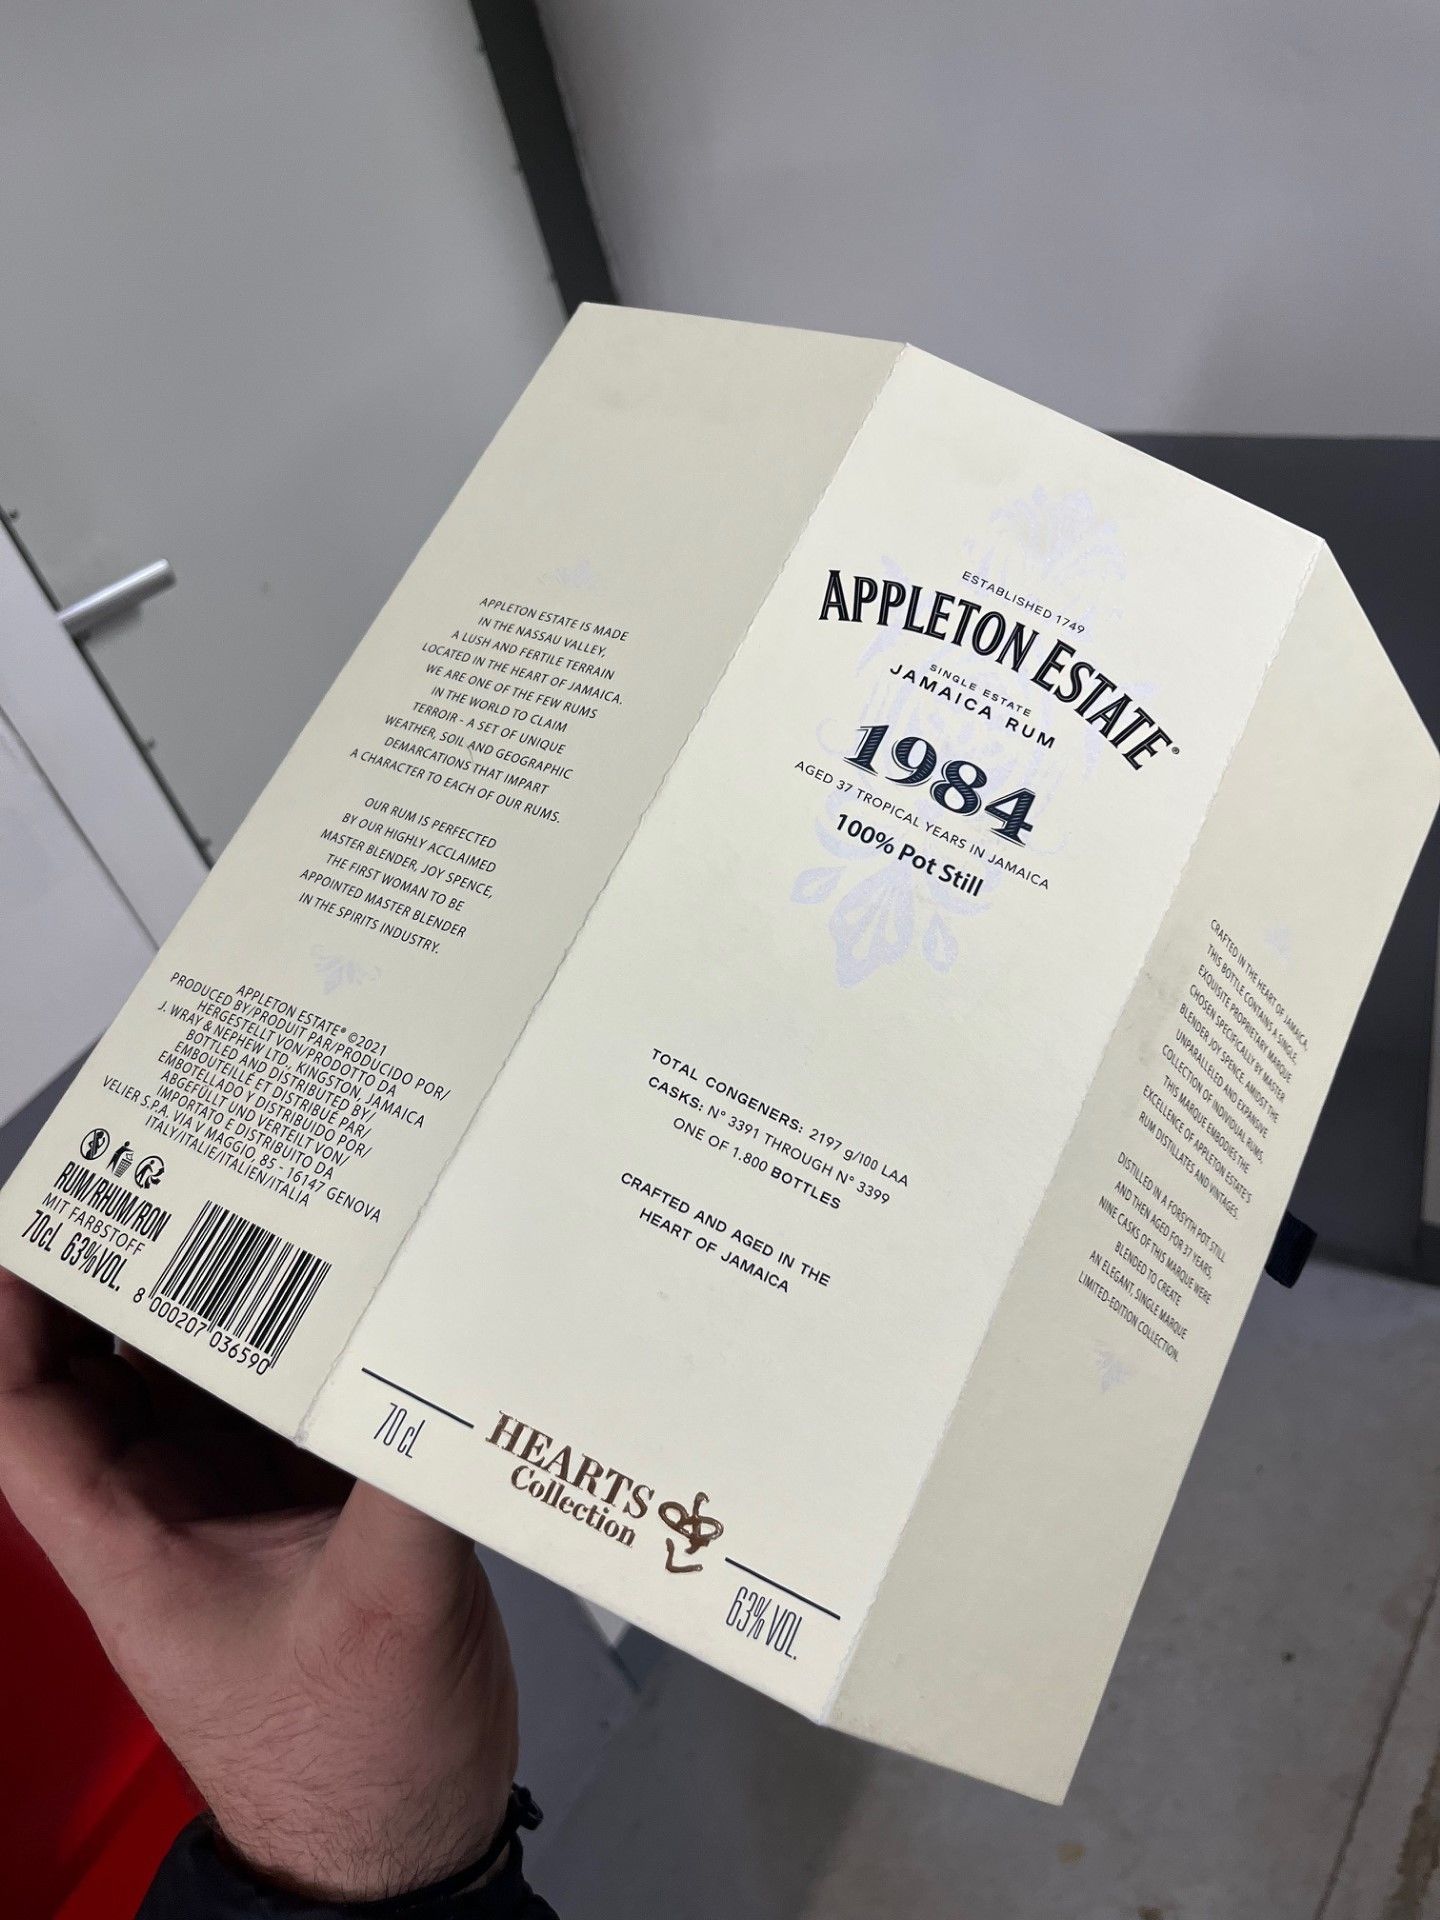 APPLETON ESTATE IS MADE
IN THE NASSAU VALLEY,
A LUSH AND FERTILE TERRAIN
LOCATED IN THE HEART OF JAMAICA.
WE ARE ONE OF THE FEW RUMS
IN THE WORLD TO CLAIM
TERROIR - A SET OF UNIQUE
WEATHER, SOIL AND GEOGRAPHIC
DEMARCATIONS THAT IMPART
A CHARACTER TO EACH OF OUR RUMS.
OUR RUM IS PERFECTED
BY OUR HIGHLY ACCLAIMED
MASTER BLENDER, JOY SPENCE,
THE FIRST WOMAN TO BE
APPOINTED MASTER BLENDER
IN THE SPIRITS INDUSTRY.
APPLETON ESTATE® ©2021
PRODUCED BY/PRODUIT PAR/PRODUCIDO POR/
HERGESTELLT VON/PRODOTTO DA
J. WRAY & NEPHEW LTD., KINGSTON, JAMAICA
BOTTLED AND DISTRIBUTED BY/
EMBOUTEILLÉ ET DISTRIBUÉ PAR/
EMBOTELLADO Y DISTRIBUIDO POR/
ABGEFÜLLT UND VERTEILT VON/
IMPORTATO E DISTRIBUITO DA
VELIER S.P.A. VIA V MAGGIO, 85 - 16147 GENOVA
ITALY/ITALIE/ITALIEN/ITALIA
RUM/RHUM/RON
MIT FARBSTOFF
70cL 63%VOL.
8 000207 036590
ESTABLISHED 1749
APPLETON ESTATE®
SINGLE ESTATE
JAMAICA RUM
1984
AGED 37 TROPICAL YEARS IN JAMAICA
100% Pot Still
TOTAL CONGENERS: 2197 g/100 LAA
CASKS: N° 3391 THROUGH N° 3399
ONE OF 1.800 BOTTLES
CRAFTED AND AGED IN THE
HEART OF JAMAICA
70 cL
HEARTS
Collection
63% VOL.
CRAFTED IN THE HEART OF JAMAICA,
THIS BOTTLE CONTAINS A SINGLE,
EXQUISITE PROPRIETARY MARQUE
CHOSEN SPECIFICALLY BY MASTER
BLENDER JOY SPENCE, AMIDST THE
UNPARALLELED AND EXPANSIVE
COLLECTION OF INDIVIDUAL RUMS,
THIS MARQUE EMBODIES THE
EXCELLENCE OF APPLETON ESTATE'S
RUM DISTILLATES AND VINTAGES.
DISTILLED IN A FORSYTH POT STILL
AND THEN AGED FOR 37 YEARS,
NINE CASKS OF THIS MARQUE WERE
BLENDED TO CREATE
AN ELEGANT, SINGLE MARQUE
LIMITED-EDITION COLLECTION.